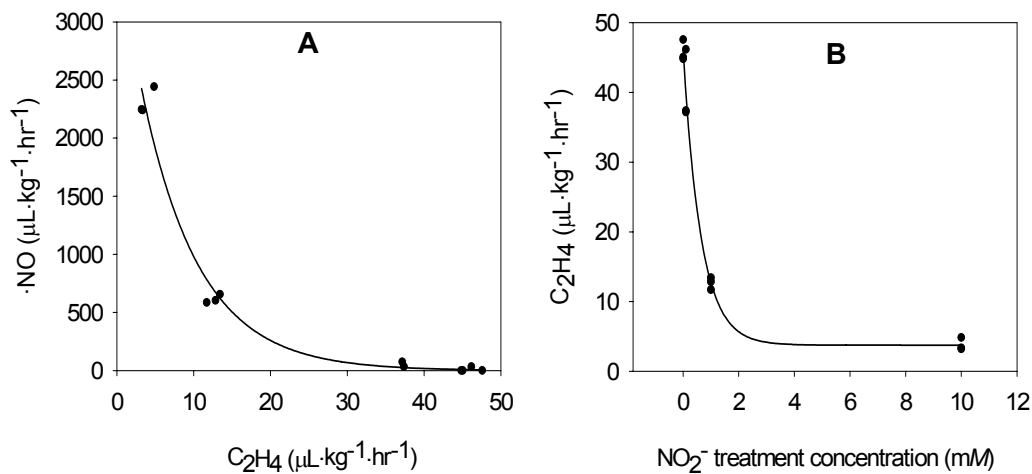 A
·NO (µL·kg⁻¹·hr⁻¹)
3000
2500
2000
1500
1000
500
0
0 10 20 30 40 50
C₂H₄ (µL·kg⁻¹·hr⁻¹)
B
C₂H₄ (µL·kg⁻¹·hr⁻¹)
50
40
30
20
10
0
0 2 4 6 8 10 12
NO₂⁻ treatment concentration (mM)